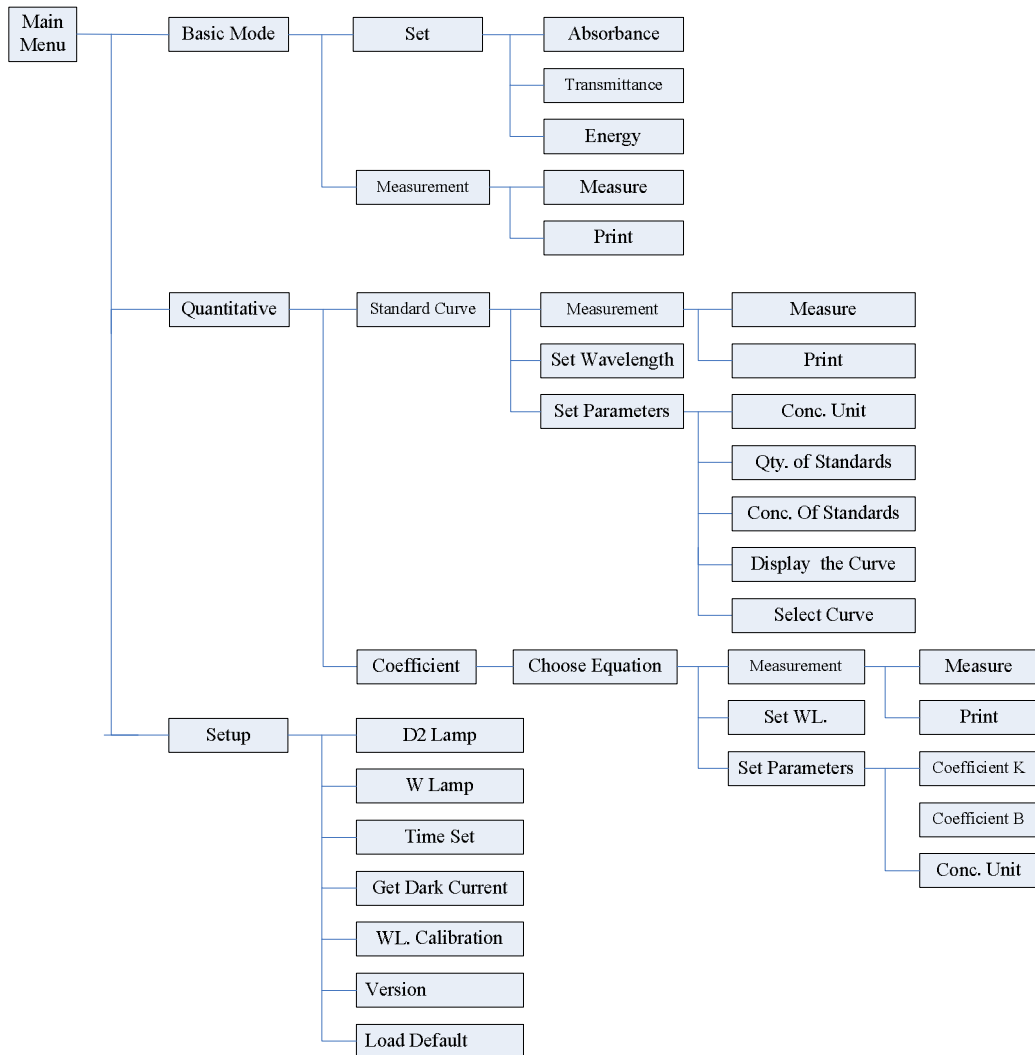 Main
Menu
Basic Mode
Set
Absorbance
Transmittance
Energy
Measurement
Measure
Print
Quantitative
Standard Curve
Measurement
Measure
Print
Set Wavelength
Set Parameters
Conc. Unit
Qty. of Standards
Conc. Of Standards
Display the Curve
Select Curve
Coefficient
Choose Equation
Measurement
Measure
Print
Set WL.
Set Parameters
Coefficient K
Coefficient B
Conc. Unit
Setup
D2 Lamp
W Lamp
Time Set
Get Dark Current
WL. Calibration
Version
Load Default